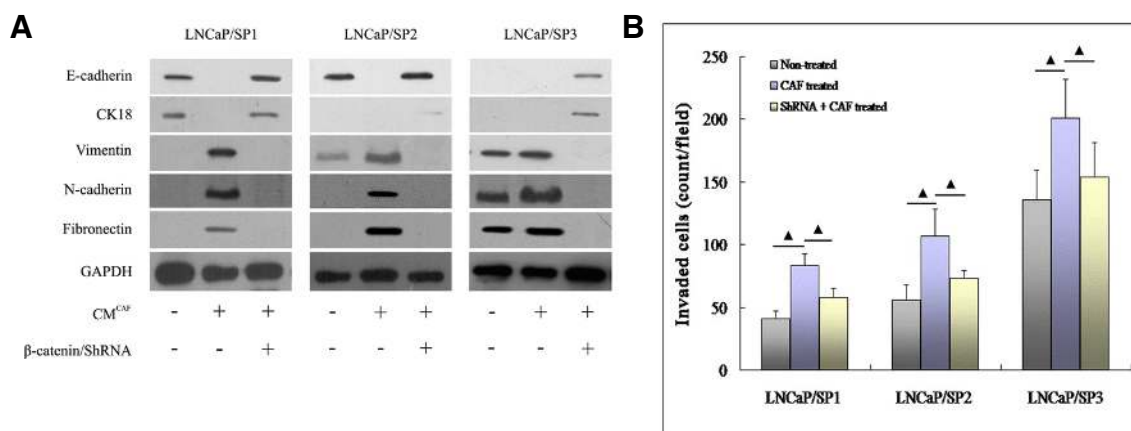 A
LNCaP/SP1 LNCaP/SP2 LNCaP/SP3
E-cadherin
CK18
Vimentin
N-cadherin
Fibronectin
GAPDH
CM^CAF - + + - + + - + +
β-catenin/ShRNA - - + - - + - - +
B
Invaded cells (count/field)
250
200
150
100
50
0
Non-treated
CAF treated
ShRNA + CAF treated
▲ ▲ ▲ ▲ ▲ ▲
LNCaP/SP1 LNCaP/SP2 LNCaP/SP3